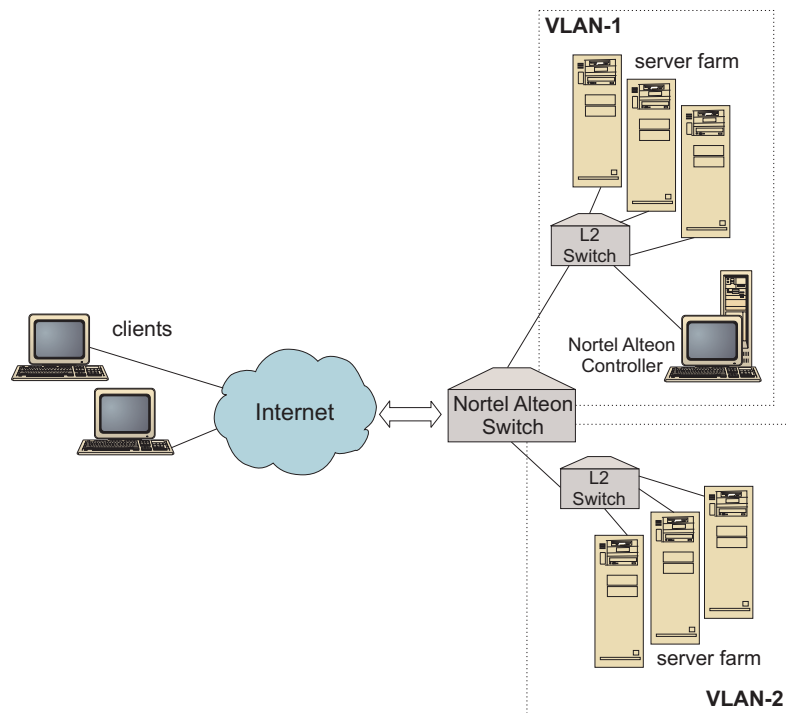 VLAN-1
server farm
L2
Switch
clients
Nortel Alteon
Controller
Internet
Nortel Alteon
Switch
L2
Switch
server farm
VLAN-2